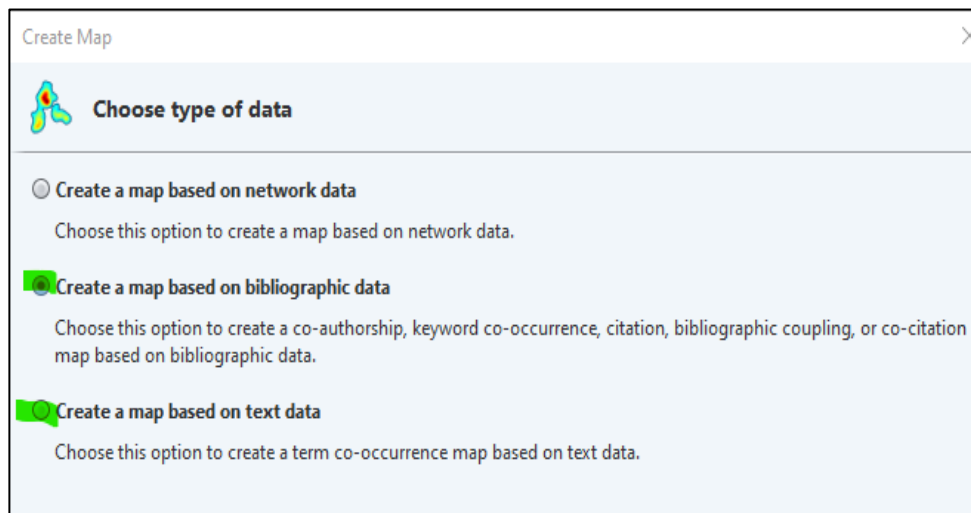 Create Map
Choose type of data
Create a map based on network data
Choose this option to create a map based on network data.
Create a map based on bibliographic data
Choose this option to create a co-authorship, keyword co-occurrence, citation, bibliographic coupling, or co-citation
map based on bibliographic data.
Create a map based on text data
Choose this option to create a term co-occurrence map based on text data.